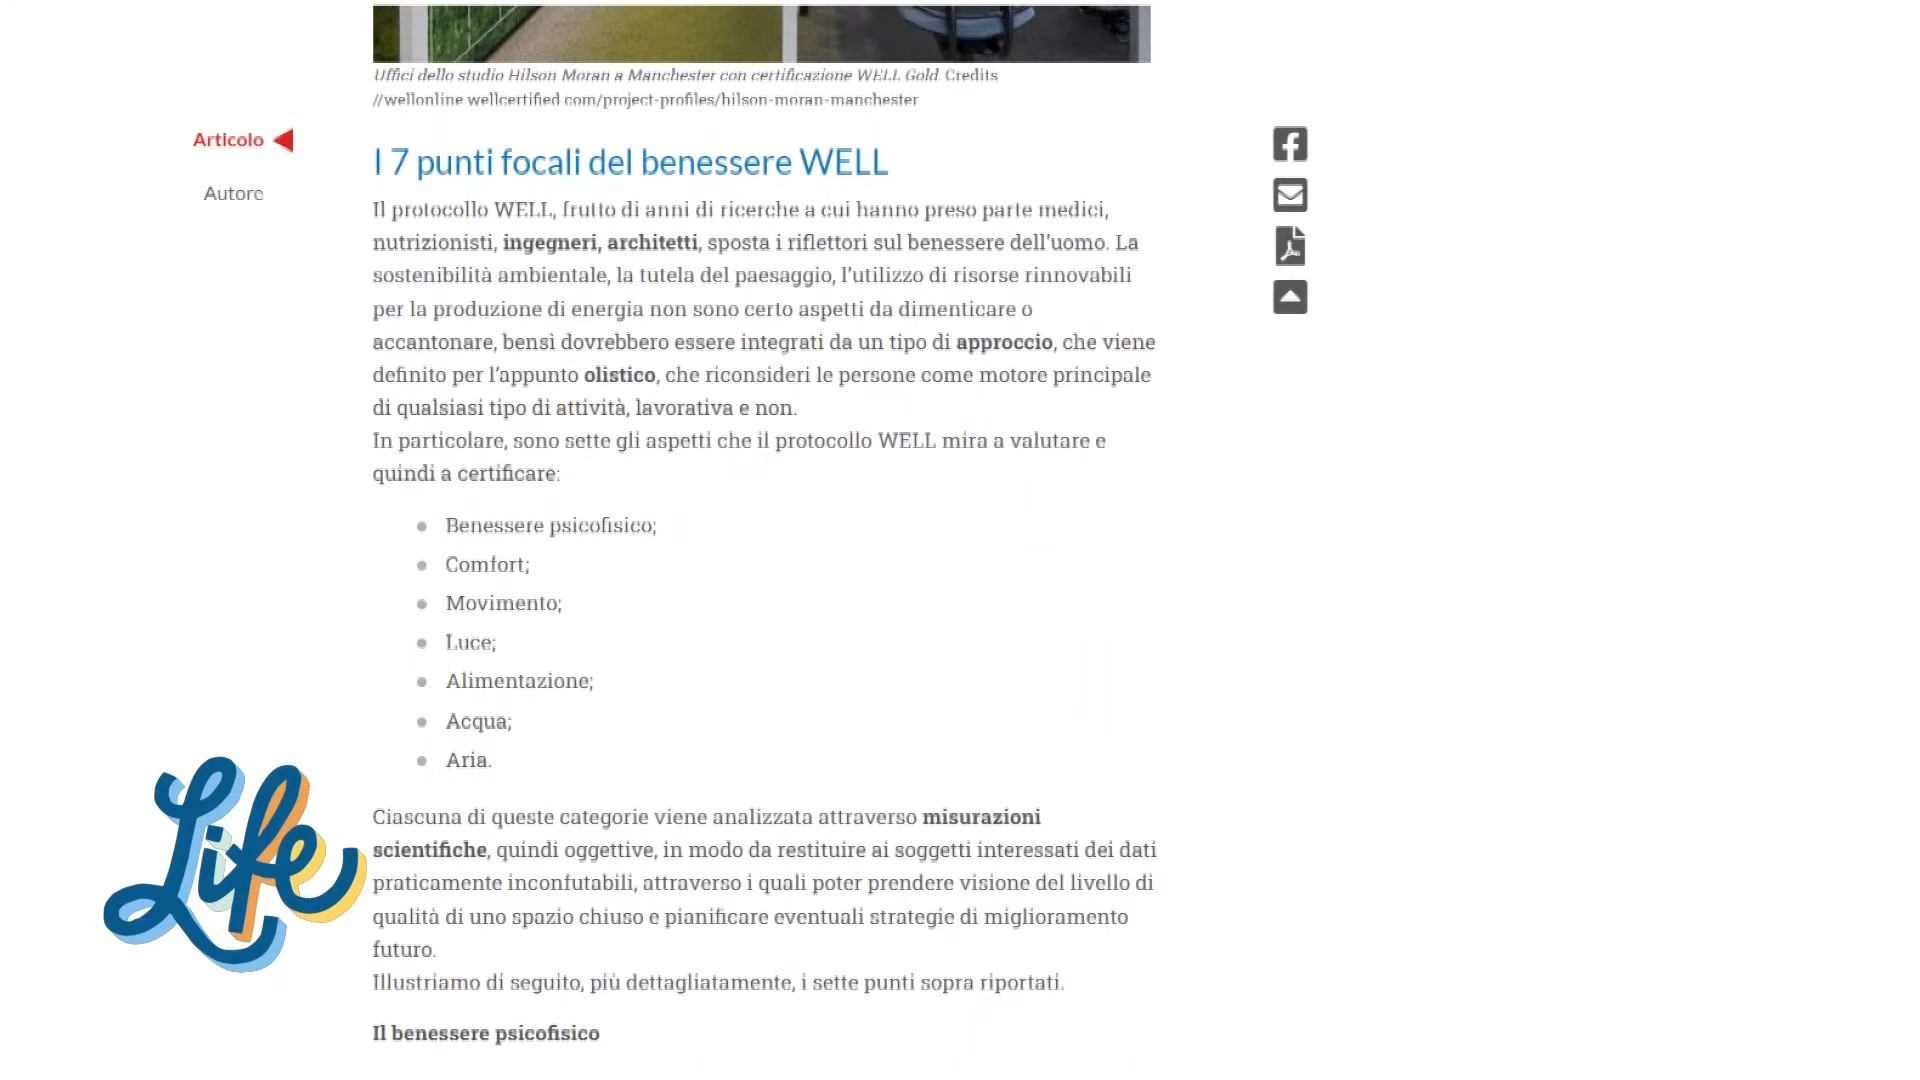 Uffici dello studio Hilson Moran a Manchester con certificazione WELL Gold Credits
//wellonline wellcertified com/project-profiles/hilson-moran-manchester
Articolo
Autore
I 7 punti focali del benessere WELL
Il protocollo WELL, frutto di anni di ricerche a cui hanno preso parte medici,
nutrizionisti, ingegneri, architetti, sposta i riflettori sul benessere dell'uomo. La
sostenibilità ambientale, la tutela del paesaggio, l'utilizzo di risorse rinnovabili
per la produzione di energia non sono certo aspetti da dimenticare o
accantonare, bensì dovrebbero essere integrati da un tipo di approccio, che viene
definito per l'appunto olistico, che riconsideri le persone come motore principale
di qualsiasi tipo di attività, lavorativa e non.
In particolare, sono sette gli aspetti che il protocollo WELL mira a valutare e
quindi a certificare:
Benessere psicofisico;
Comfort;
Movimento;
Luce;
Alimentazione;
Acqua;
Aria.
Life
Ciascuna di queste categorie viene analizzata attraverso misurazioni
scientifiche, quindi oggettive, in modo da restituire ai soggetti interessati dei dati
praticamente inconfutabili, attraverso i quali poter prendere visione del livello di
qualità di uno spazio chiuso e pianificare eventuali strategie di miglioramento
futuro.
Illustriamo di seguito, più dettagliatamente, i sette punti sopra riportati.
Il benessere psicofisico